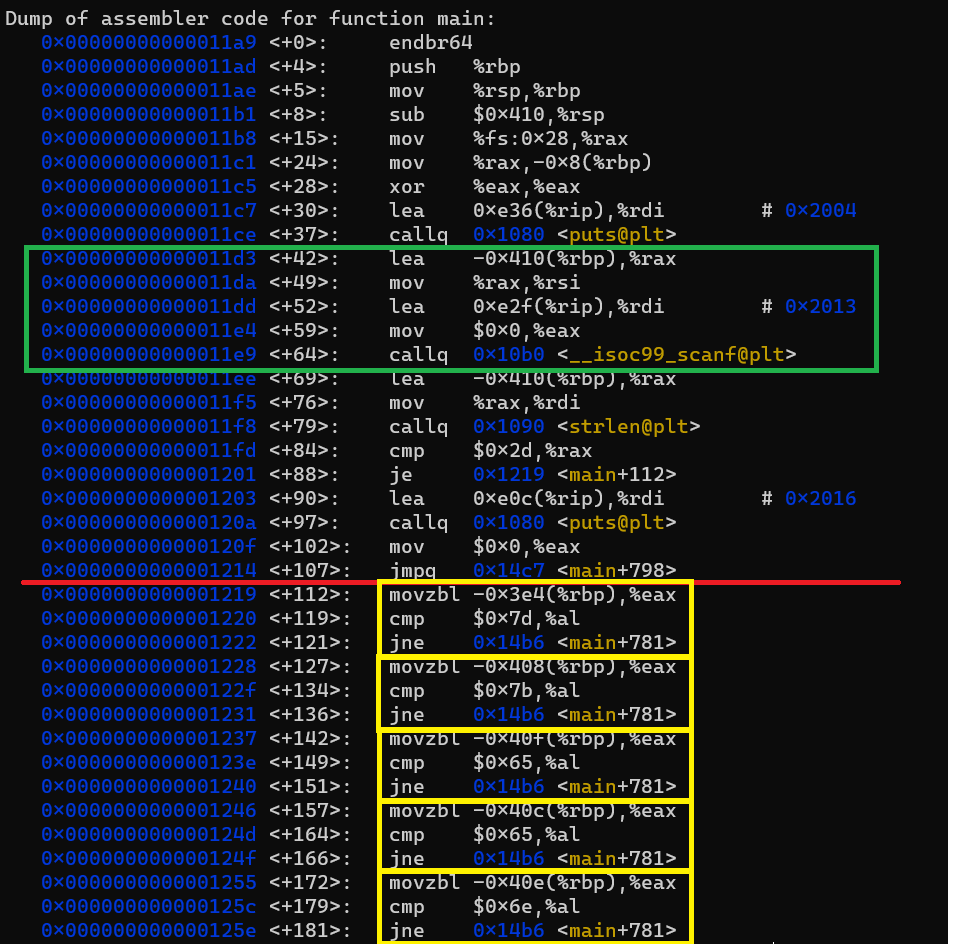 Dump of assembler code for function main:
0x00000000000011a9 <+0>: endbr64
0x00000000000011ad <+4>: push %rbp
0x00000000000011ae <+5>: mov %rsp,%rbp
0x00000000000011b1 <+8>: sub $0x410,%rsp
0x00000000000011b8 <+15>: mov %fs:0x28,%rax
0x00000000000011c1 <+24>: mov %rax,-0x8(%rbp)
0x00000000000011c5 <+28>: xor %eax,%eax
0x00000000000011c7 <+30>: lea 0xe36(%rip),%rdi # 0x2004
0x00000000000011ce <+37>: callq 0x1080 <puts@plt>
0x00000000000011d3 <+42>: lea -0x410(%rbp),%rax
0x00000000000011da <+49>: mov %rax,%rsi
0x00000000000011dd <+52>: lea 0xe2f(%rip),%rdi # 0x2013
0x00000000000011e4 <+59>: mov $0x0,%eax
0x00000000000011e9 <+64>: callq 0x10b0 <__isoc99_scanf@plt>
0x00000000000011ee <+69>: lea -0x410(%rbp),%rax
0x00000000000011f5 <+76>: mov %rax,%rdi
0x00000000000011f8 <+79>: callq 0x1090 <strlen@plt>
0x00000000000011fd <+84>: cmp $0x2d,%rax
0x0000000000001201 <+88>: je 0x1219 <main+112>
0x0000000000001203 <+90>: lea 0xe0c(%rip),%rdi # 0x2016
0x000000000000120a <+97>: callq 0x1080 <puts@plt>
0x000000000000120f <+102>: mov $0x0,%eax
0x0000000000001214 <+107>: jmpq 0x14c7 <main+798>
0x0000000000001219 <+112>: movzbl -0x3e4(%rbp),%eax
0x0000000000001220 <+119>: cmp $0x7d,%al
0x0000000000001222 <+121>: jne 0x14b6 <main+781>
0x0000000000001228 <+127>: movzbl -0x408(%rbp),%eax
0x000000000000122f <+134>: cmp $0x7b,%al
0x0000000000001231 <+136>: jne 0x14b6 <main+781>
0x0000000000001237 <+142>: movzbl -0x40f(%rbp),%eax
0x000000000000123e <+149>: cmp $0x65,%al
0x0000000000001240 <+151>: jne 0x14b6 <main+781>
0x0000000000001246 <+157>: movzbl -0x40c(%rbp),%eax
0x000000000000124d <+164>: cmp $0x65,%al
0x000000000000124f <+166>: jne 0x14b6 <main+781>
0x0000000000001255 <+172>: movzbl -0x40e(%rbp),%eax
0x000000000000125c <+179>: cmp $0x6e,%al
0x000000000000125e <+181>: jne 0x14b6 <main+781>